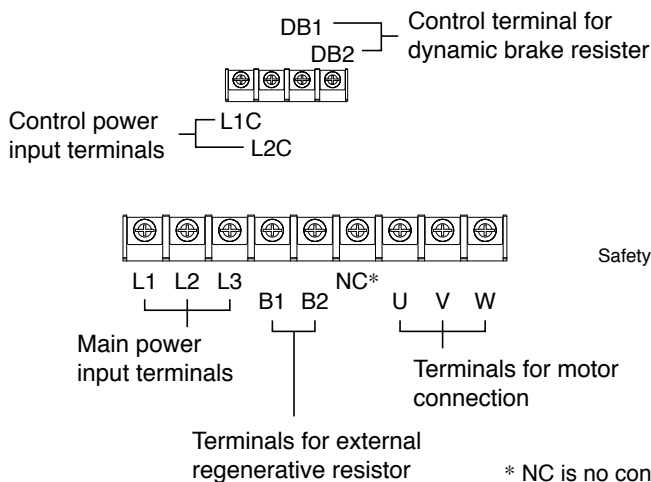 DB1
DB2
Control terminal for
dynamic brake resister
Control power
input terminals
L1C
L2C
Safety
L1 L2 L3 NC*
B1 B2 U V W
Main power
input terminals
Terminals for motor
connection
Terminals for external
regenerative resistor
* NC is no con